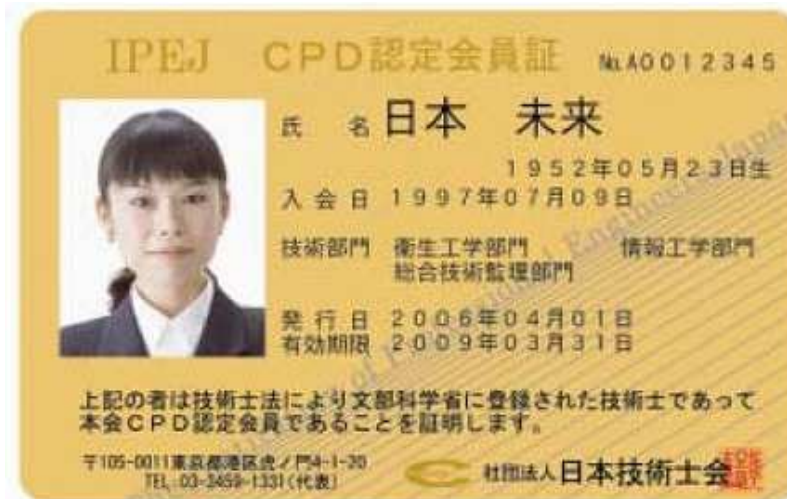 IPEJ CPD認定会員証 No.A0012345
氏名 日本 未来
1952年05月23日生
入会日 1997年07月09日
技術部門 衛生工学部門 情報工学部門
総合技術監理部門
発行日 2006年04月01日
有効期限 2009年03月31日
上記の者は技術士法により文部科学省に登録された技術士であって
本会CPD認定会員であることを証明します。
〒105-0011東京都港区虎ノ門4-1-20
TEL 03-3459-1331(代表)
社団法人 日本技術士会
Engineers Japan